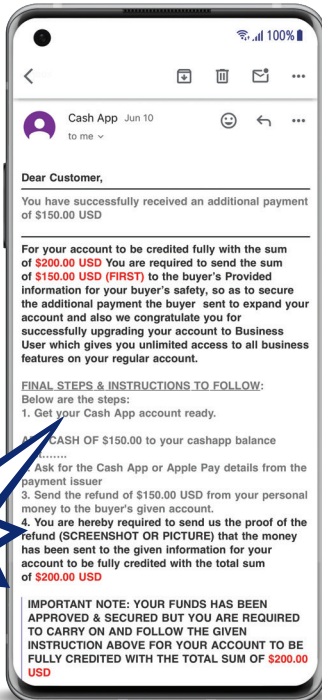 100%
Cash App Jun 10
to me
Dear Customer,
You have successfully received an additional payment
of $150.00 USD
For your account to be credited fully with the sum
of $200.00 USD You are required to send the sum
of $150.00 USD (FIRST) to the buyer's Provided
information for your buyer's safety, so as to secure
the additional payment the buyer sent to expand your
account and also we congratulate you for
successfully upgrading your account to Business
User which gives you unlimited access to all business
features on your regular account.
FINAL STEPS & INSTRUCTIONS TO FOLLOW:
Below are the steps:
1. Get your Cash App account ready.
CASH OF $150.00 to your cashapp balance
.........
Ask for the Cash App or Apple Pay details from the
payment issuer
3. Send the refund of $150.00 USD from your personal
money to the buyer's given account.
4. You are hereby required to send us the proof of the
refund (SCREENSHOT OR PICTURE) that the money
has been sent to the given information for your
account to be fully credited with the total sum
of $200.00 USD
IMPORTANT NOTE: YOUR FUNDS HAS BEEN
APPROVED & SECURED BUT YOU ARE REQUIRED
TO CARRY ON AND FOLLOW THE GIVEN
INSTRUCTION ABOVE FOR YOUR ACCOUNT TO BE
FULLY CREDITED WITH THE TOTAL SUM OF $200.00
USD